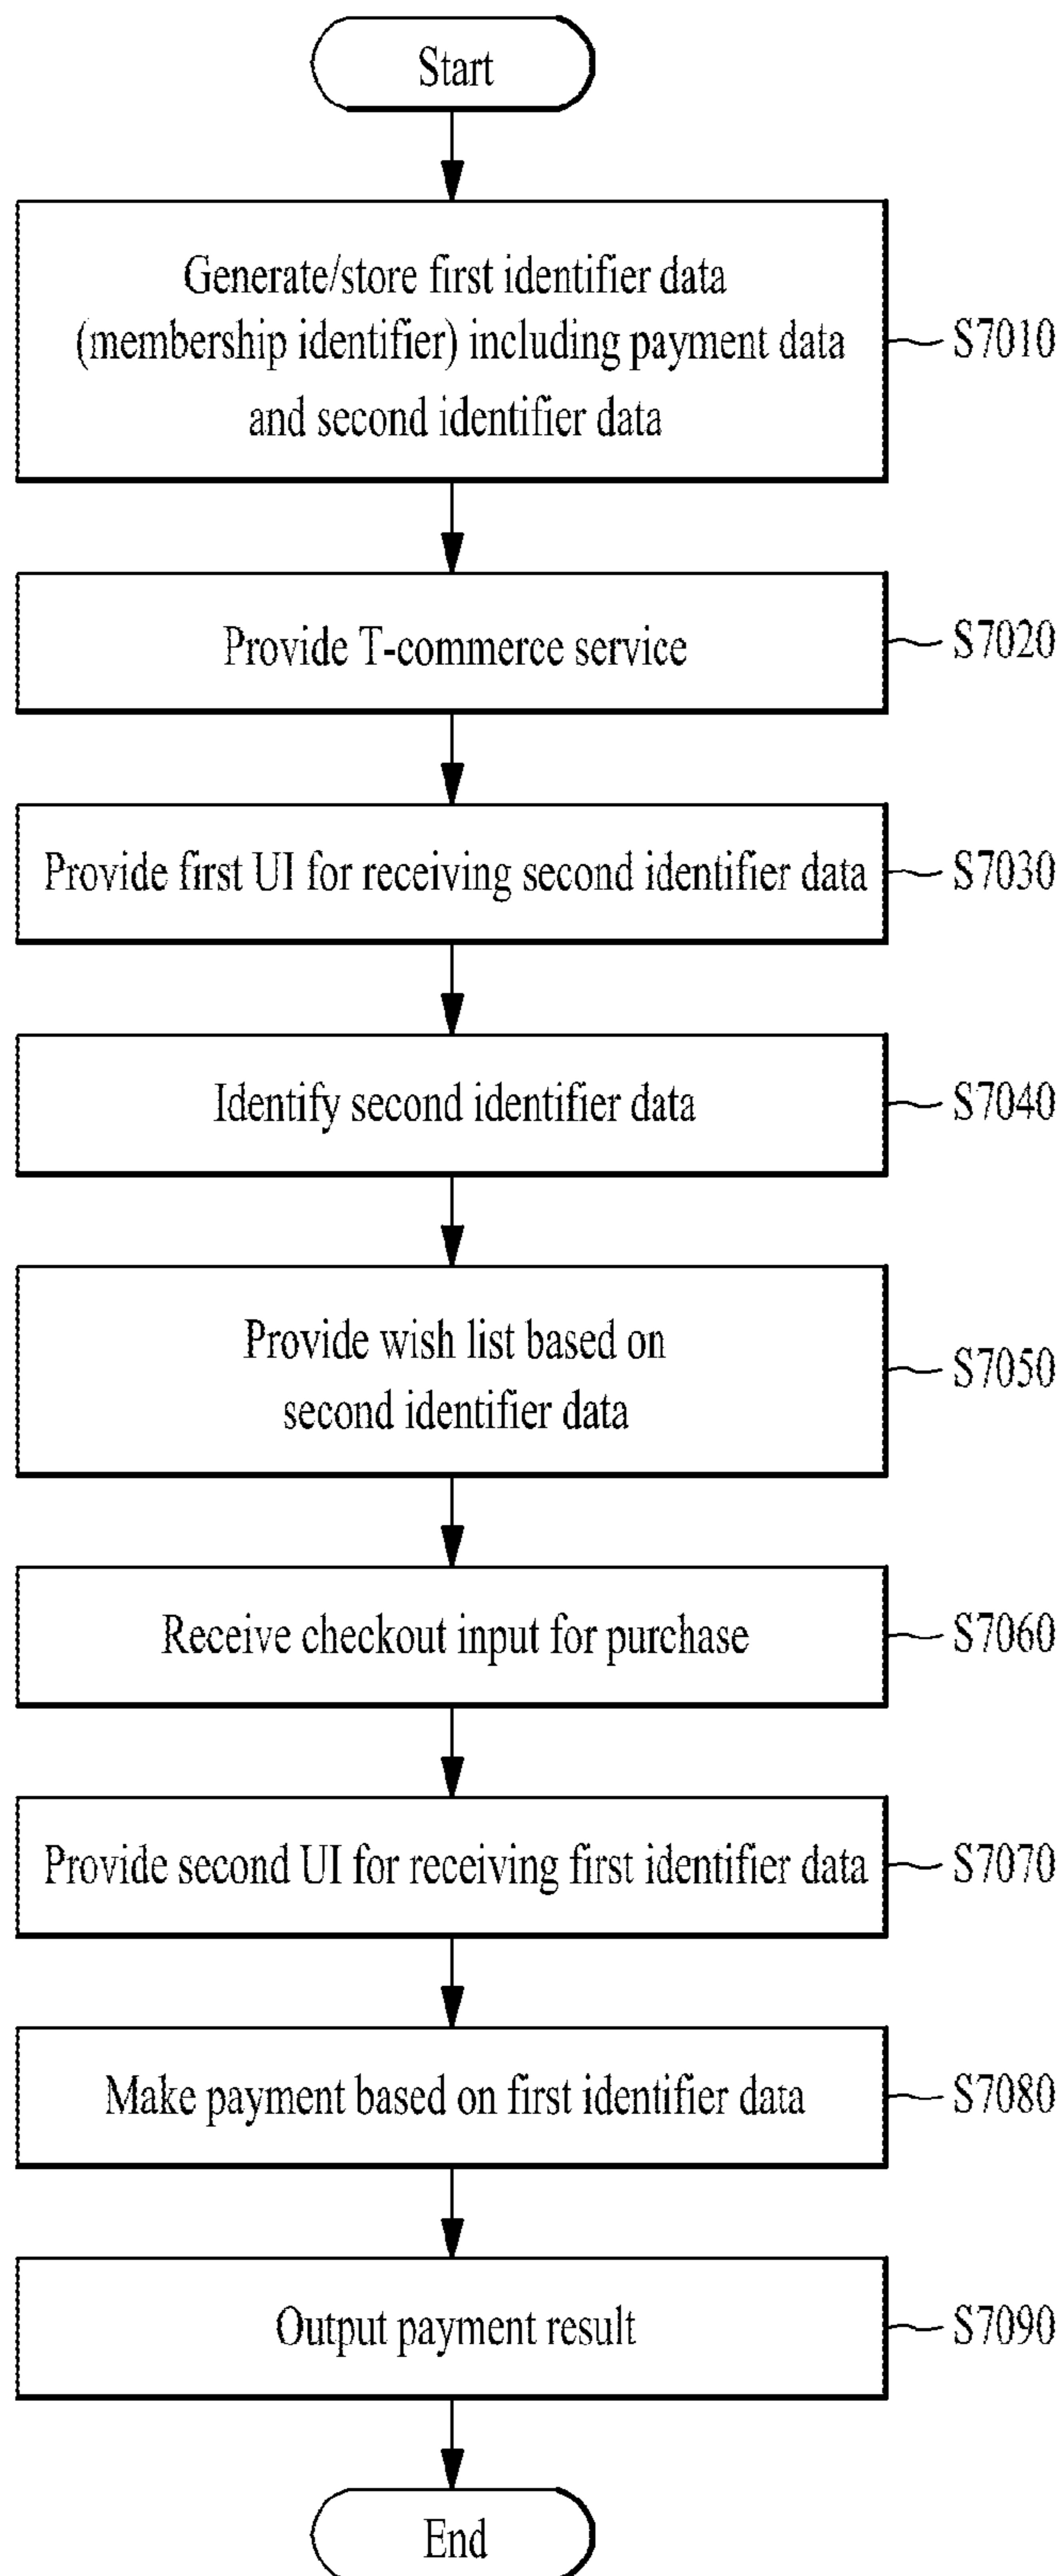 Start
Generate/store first identifier data
(membership identifier) including payment data
and second identifier data
S7010
Provide T-commerce service
S7020
Provide first UI for receiving second identifier data
S7030
Identify second identifier data
S7040
Provide wish list based on
second identifier data
S7050
Receive checkout input for purchase
S7060
Provide second UI for receiving first identifier data
S7070
Make payment based on first identifier data
S7080
Output payment result
S7090
End